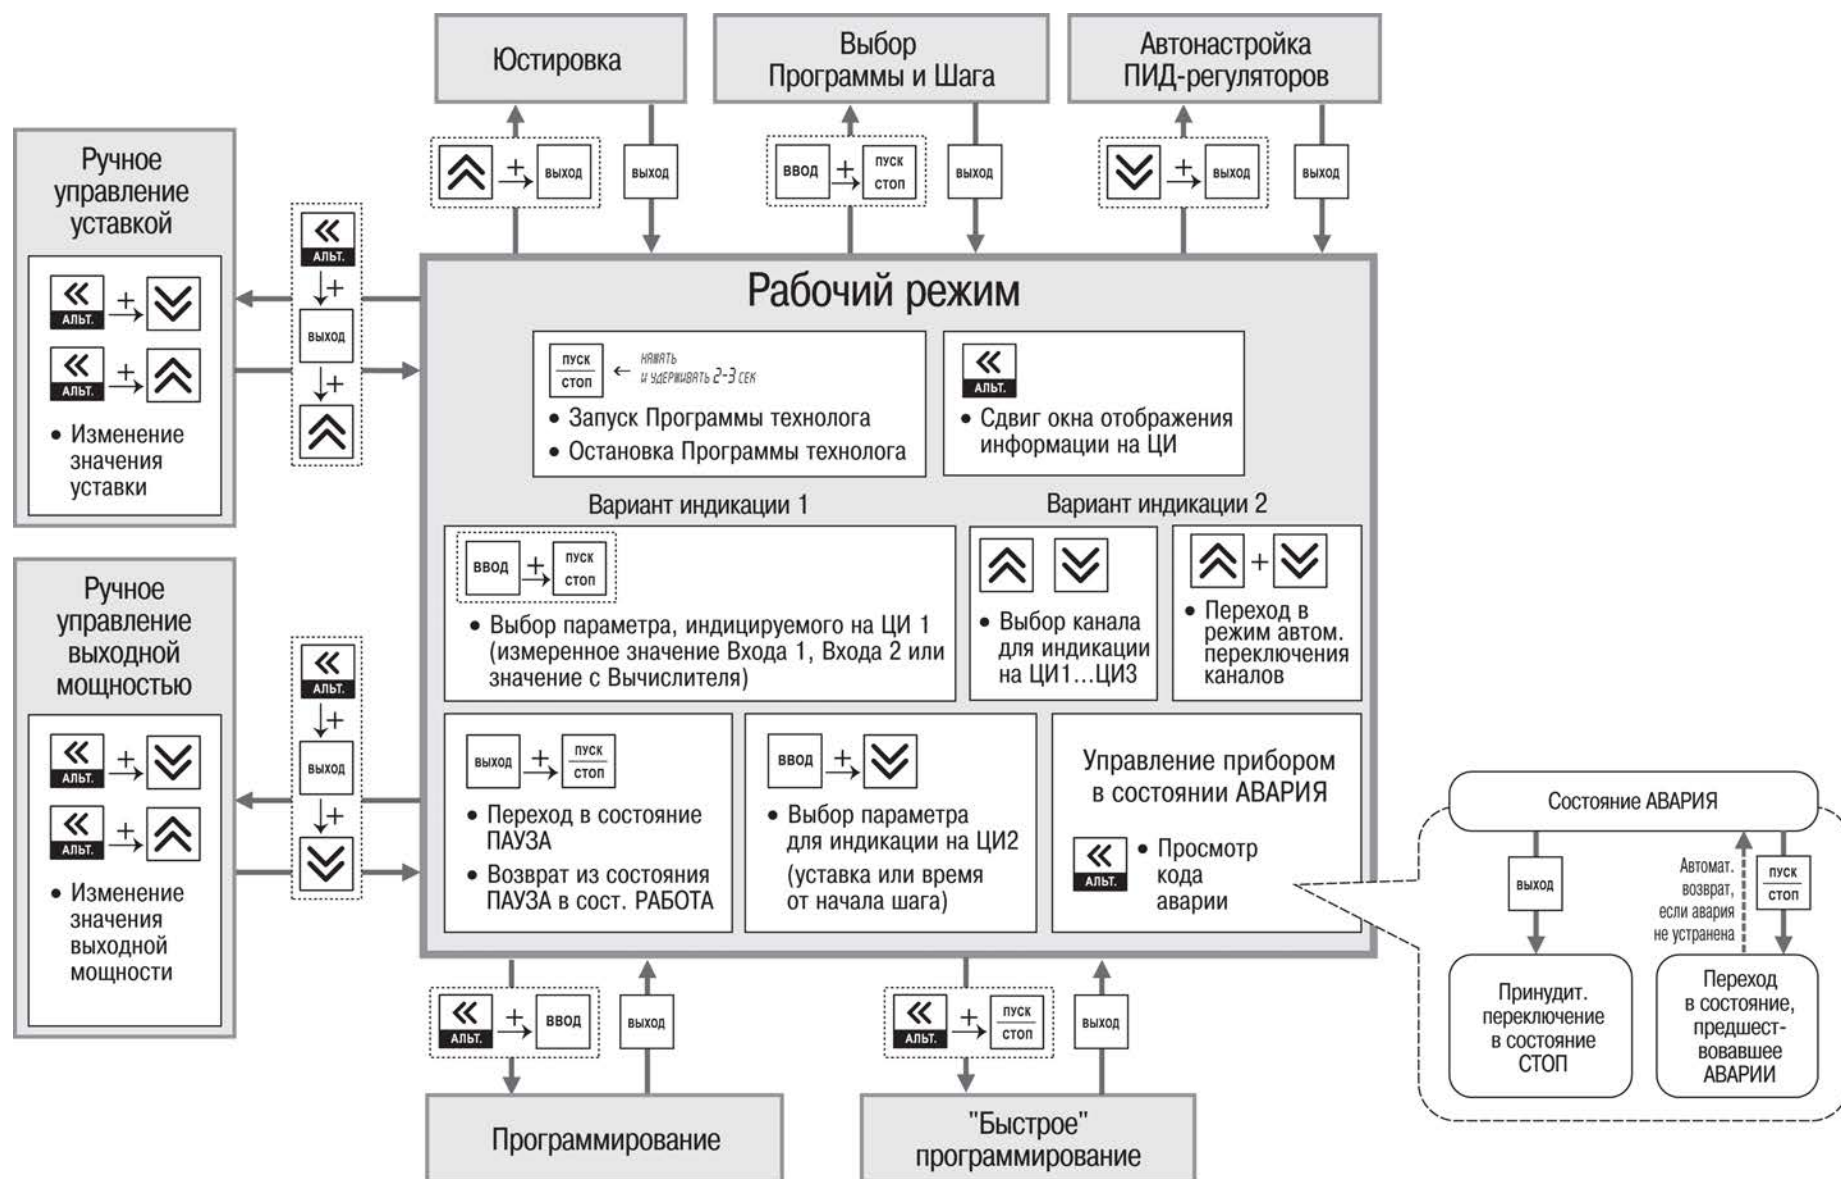 Юстировка
Выбор
Программы и Шага
Автонастройка
ПИД-регуляторов
+
ВЫХОД
ВЫХОД
ВВОД
+
ПУСК
СТОП
ВЫХОД
+
ВЫХОД
ВЫХОД
Ручное
управление
уставкой
АЛЬТ.
+
АЛЬТ.
+
• Изменение
значения
уставки
АЛЬТ.
+
ВЫХОД
+
Рабочий режим
ПУСК
СТОП
НАЖАТЬ
И УДЕРЖИВАТЬ 2-3 СЕК
• Запуск Программы технолога
• Остановка Программы технолога
АЛЬТ.
• Сдвиг окна отображения
информации на ЦИ
Вариант индикации 1
ВВОД
+
ПУСК
СТОП
• Выбор параметра, индицируемого на ЦИ 1
(измеренное значение Входа 1, Входа 2 или
значение с Вычислителя)
Вариант индикации 2
• Выбор канала
для индикации
на ЦИ1...ЦИ3
+
• Переход в
режим автом.
переключения
каналов
Ручное
управление
выходной
мощностью
АЛЬТ.
+
АЛЬТ.
+
• Изменение
значения
выходной
мощности
АЛЬТ.
+
ВЫХОД
+
ВЫХОД
+
ПУСК
СТОП
• Переход в состояние
ПАУЗА
• Возврат из состояния
ПАУЗА в сост. РАБОТА
ВВОД
+
• Выбор параметра
для индикации на ЦИ2
(уставка или время
от начала шага)
Управление прибором
в состоянии АВАРИЯ
АЛЬТ.
• Просмотр
кода
аварии
Состояние АВАРИЯ
ВЫХОД
Автомат.
возврат,
если авария
не устранена
ПУСК
СТОП
Принудит.
переключение
в состояние
СТОП
Переход
в состояние,
предшест-
вовавшее
АВАРИИ
АЛЬТ.
+
ВВОД
ВЫХОД
АЛЬТ.
+
ПУСК
СТОП
ВЫХОД
Программирование
"Быстрое"
программирование